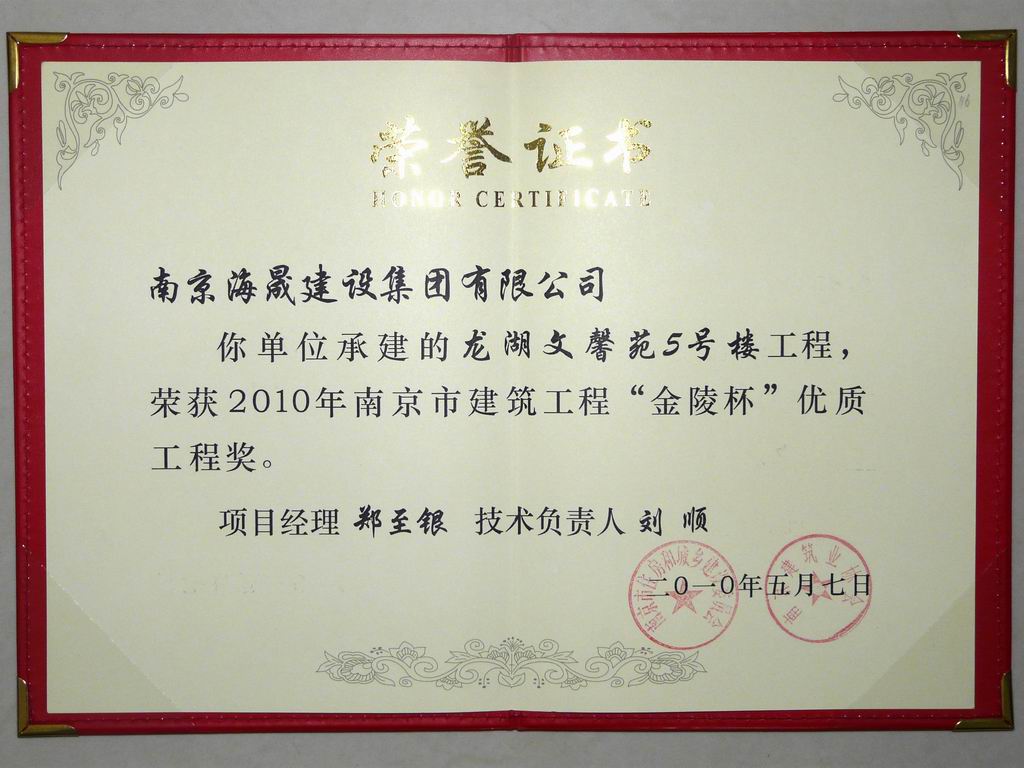 荣誉证书
HONOR CERTIFICATE
南京海晟建设集团有限公司
你单位承建的龙湖文馨苑5号楼工程，
荣获2010年南京市建筑工程“金陵杯”优质
工程奖。
项目经理 郑至银 技术负责人 刘 顺
二〇一〇年五月七日